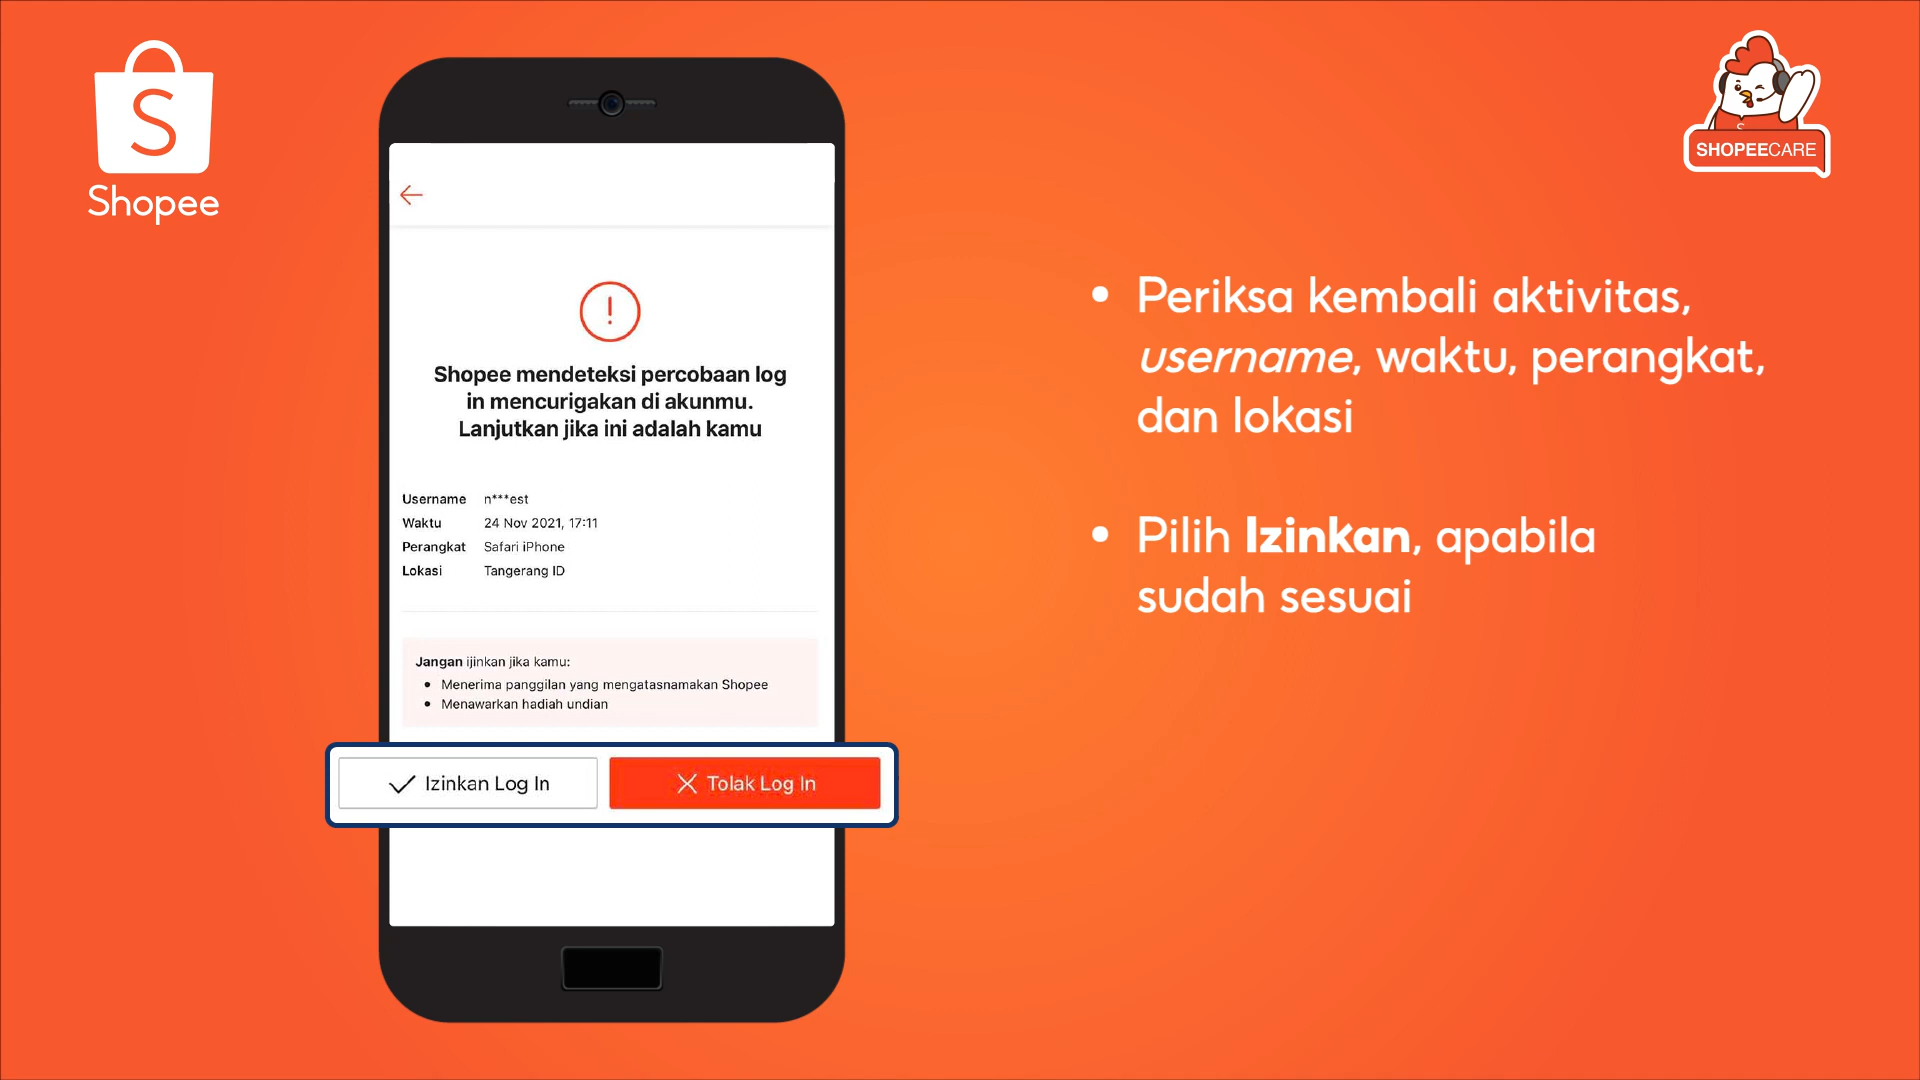 Shopee
SHOPEECARE
Shopee mendeteksi percobaan log
in mencurigakan di akunmu.
Lanjutkan jika ini adalah kamu
Username n***est
Waktu 24 Nov 2021, 17:11
Perangkat Safari iPhone
Lokasi Tangerang ID
Jangan ijinkan jika kamu:
• Menerima panggilan yang mengatasnamakan Shopee
• Menawarkan hadiah undian
Izinkan Log In
Tolak Log In
• Periksa kembali aktivitas,
username, waktu, perangkat,
dan lokasi
• Pilih Izinkan, apabila
sudah sesuai